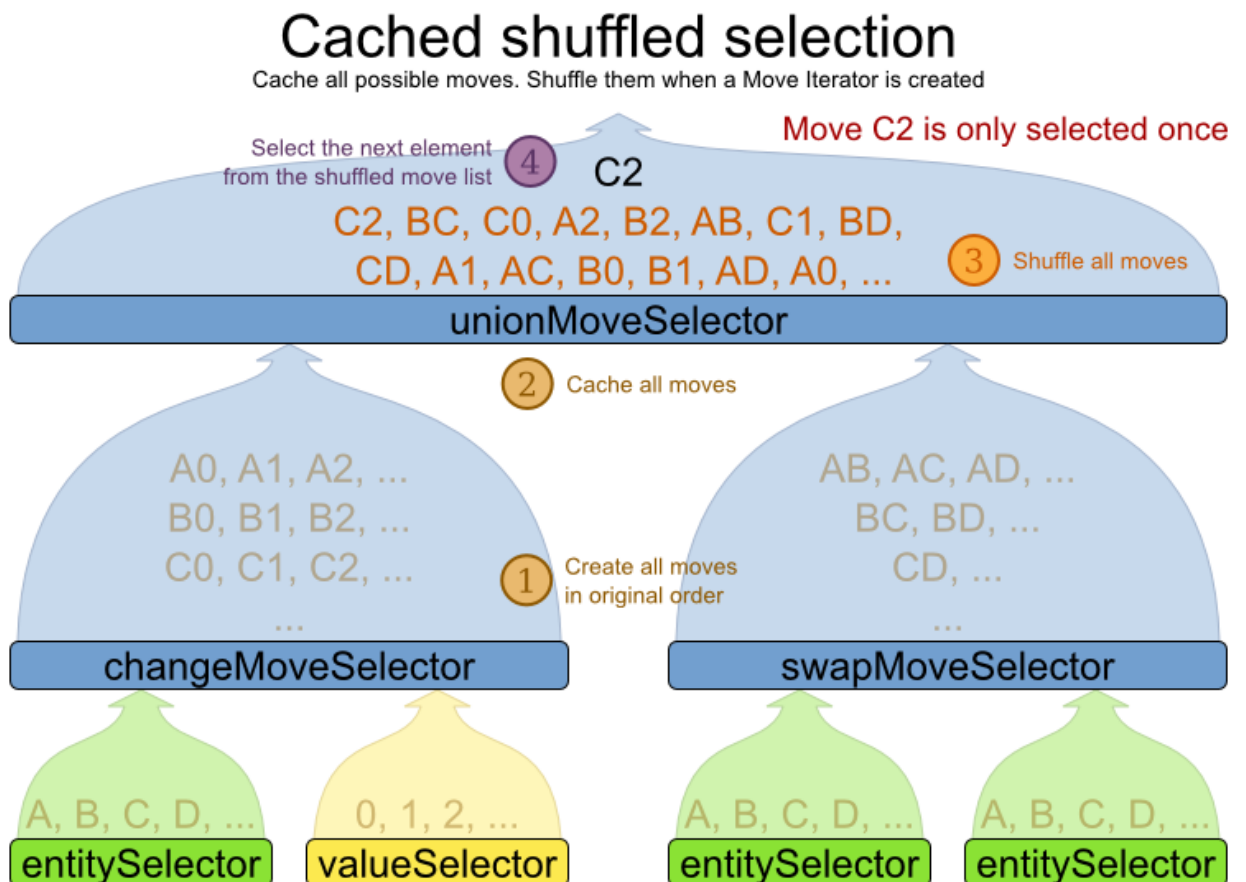 Cached shuffled selection
Cache all possible moves. Shuffle them when a Move Iterator is created
Move C2 is only selected once
Select the next element
from the shuffled move list
4
C2
C2, BC, C0, A2, B2, AB, C1, BD,
CD, A1, AC, B0, B1, AD, A0, ...
3 Shuffle all moves
unionMoveSelector
2 Cache all moves
A0, A1, A2, ...
B0, B1, B2, ...
C0, C1, C2, ...
...
1
Create all moves
in original order
AB, AC, AD, ...
BC, BD, ...
CD, ...
...
changeMoveSelector
swapMoveSelector
A, B, C, D, ...
0, 1, 2, ...
A, B, C, D, ...
A, B, C, D, ...
entitySelector
valueSelector
entitySelector
entitySelector